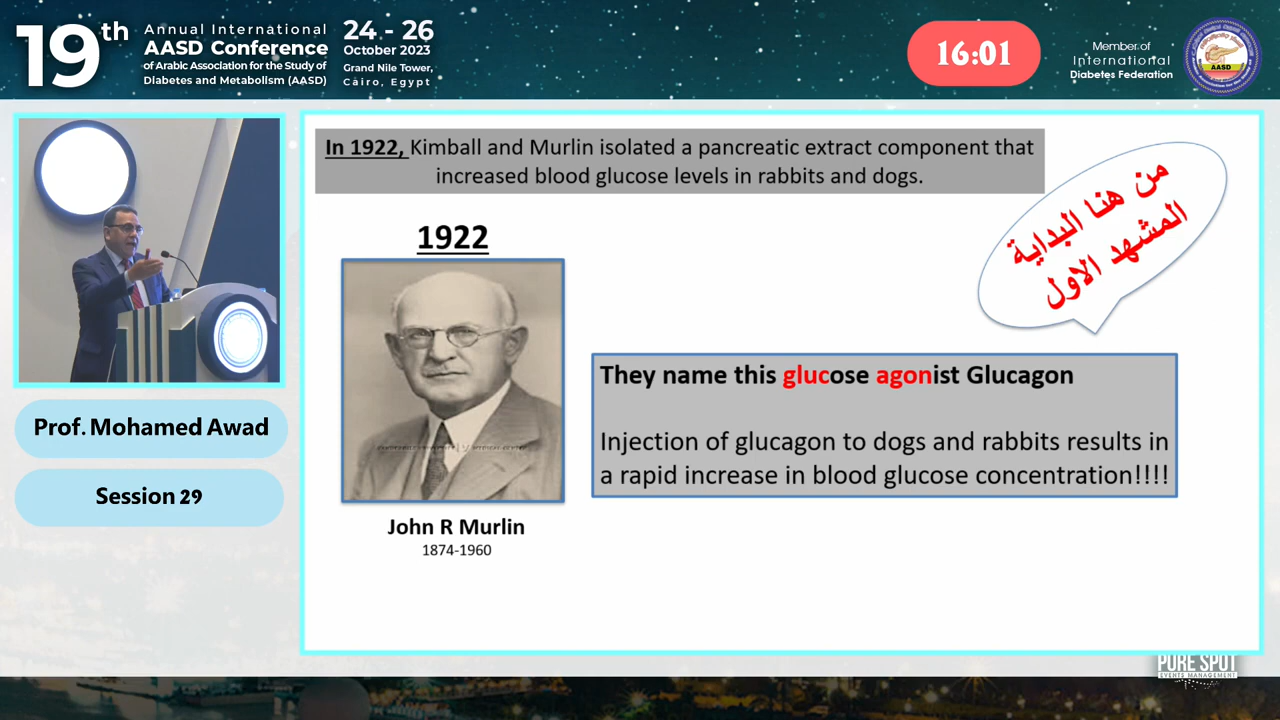 19th
Annual International
AASD Conference
of Arabic Association for the Study of
Diabetes and Metabolism (AASD)
24 - 26
October 2023
Grand Nile Tower,
Cairo, Egypt
16:01
Member of
International
Diabetes Federation
AASD
In 1922, Kimball and Murlin isolated a pancreatic extract component that
increased blood glucose levels in rabbits and dogs.
من هنا البداية
المشهد الاول
1922
They name this glucose agonist Glucagon
Injection of glucagon to dogs and rabbits results in
a rapid increase in blood glucose concentration!!!!
John R Murlin
1874-1960
Prof. Mohamed Awad
Session 29
PURE SPOT
EVENTS MANAGEMENT